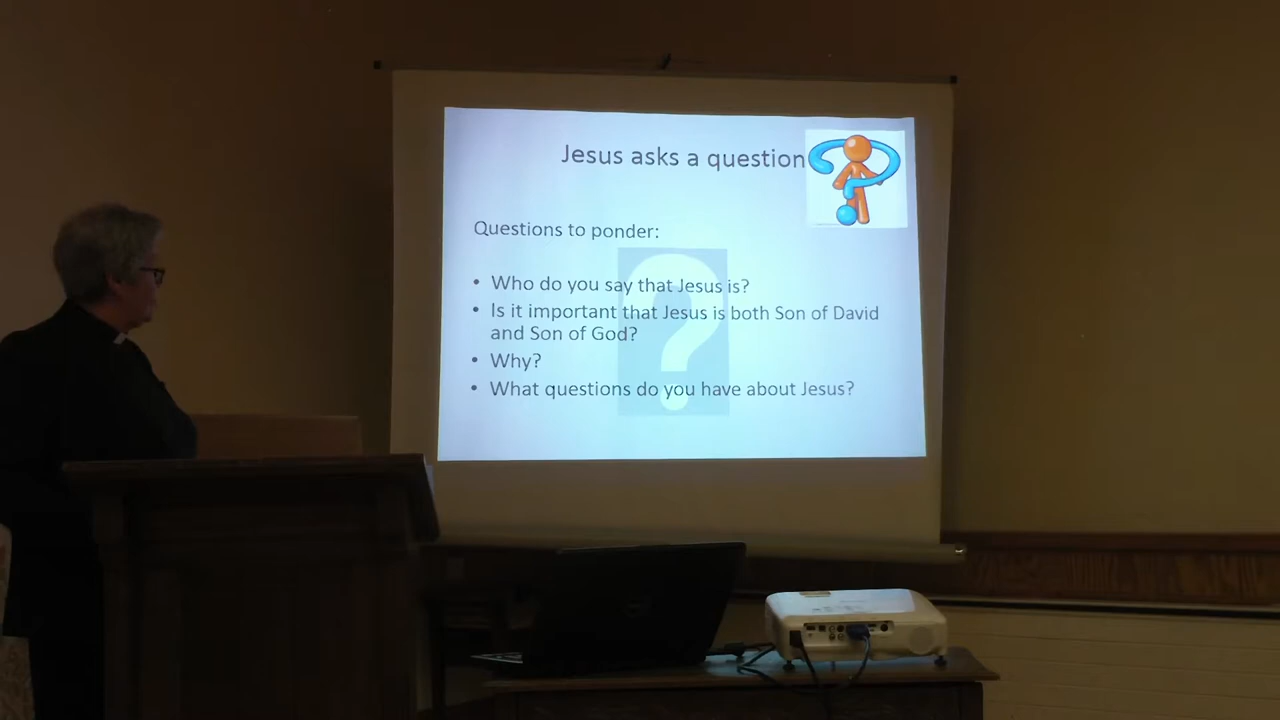 Jesus asks a question
Questions to ponder:
• Who do you say that Jesus is?
• Is it important that Jesus is both Son of David
and Son of God?
• Why?
• What questions do you have about Jesus?